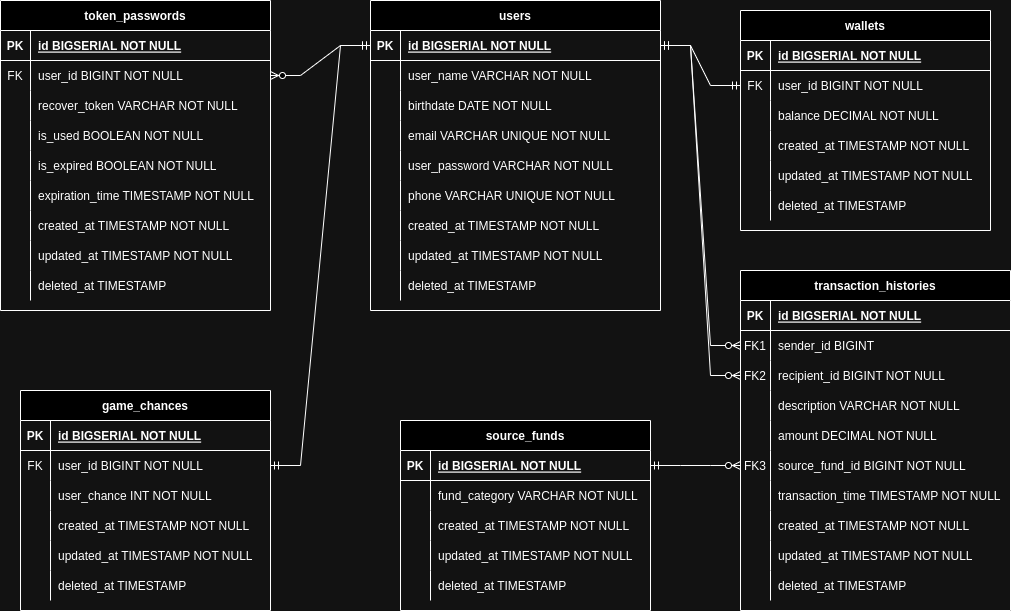 token_passwords
PK id BIGSERIAL NOT NULL
FK user_id BIGINT NOT NULL
recover_token VARCHAR NOT NULL
is_used BOOLEAN NOT NULL
is_expired BOOLEAN NOT NULL
expiration_time TIMESTAMP NOT NULL
created_at TIMESTAMP NOT NULL
updated_at TIMESTAMP NOT NULL
deleted_at TIMESTAMP
users
PK id BIGSERIAL NOT NULL
user_name VARCHAR NOT NULL
birthdate DATE NOT NULL
email VARCHAR UNIQUE NOT NULL
user_password VARCHAR NOT NULL
phone VARCHAR UNIQUE NOT NULL
created_at TIMESTAMP NOT NULL
updated_at TIMESTAMP NOT NULL
deleted_at TIMESTAMP
wallets
PK id BIGSERIAL NOT NULL
FK user_id BIGINT NOT NULL
balance DECIMAL NOT NULL
created_at TIMESTAMP NOT NULL
updated_at TIMESTAMP NOT NULL
deleted_at TIMESTAMP
game_chances
PK id BIGSERIAL NOT NULL
FK user_id BIGINT NOT NULL
user_chance INT NOT NULL
created_at TIMESTAMP NOT NULL
updated_at TIMESTAMP NOT NULL
deleted_at TIMESTAMP
source_funds
PK id BIGSERIAL NOT NULL
fund_category VARCHAR NOT NULL
created_at TIMESTAMP NOT NULL
updated_at TIMESTAMP NOT NULL
deleted_at TIMESTAMP
transaction_histories
PK id BIGSERIAL NOT NULL
FK1 sender_id BIGINT
FK2 recipient_id BIGINT NOT NULL
description VARCHAR NOT NULL
amount DECIMAL NOT NULL
FK3 source_fund_id BIGINT NOT NULL
transaction_time TIMESTAMP NOT NULL
created_at TIMESTAMP NOT NULL
updated_at TIMESTAMP NOT NULL
deleted_at TIMESTAMP